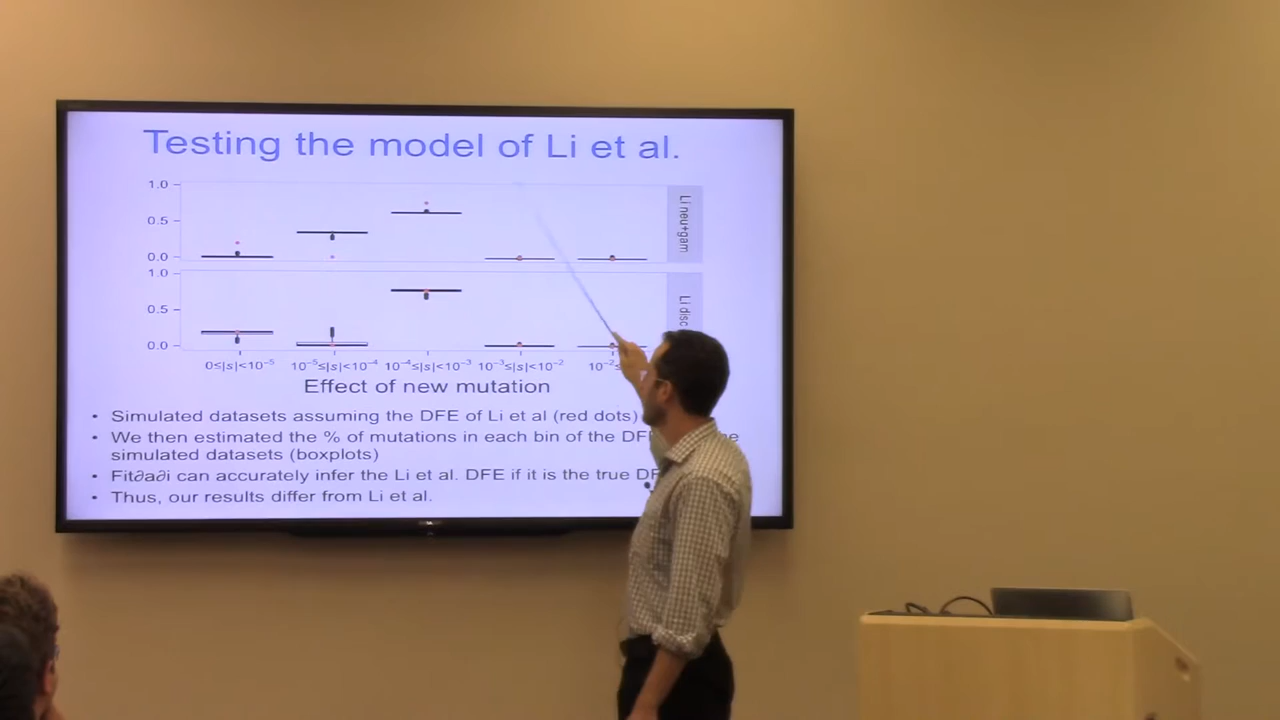 Testing the model of Li et al.
1.0
0.5
0.0
Li neu+gam
1.0
0.5
0.0
Li disc
0≤|s|<10⁻⁵ 10⁻⁵≤|s|<10⁻⁴ 10⁻⁴≤|s|<10⁻³ 10⁻³≤|s|<10⁻² 10⁻²≤
Effect of new mutation
• Simulated datasets assuming the DFE of Li et al (red dots)
• We then estimated the % of mutations in each bin of the
simulated datasets (boxplots)
• Fit∂a∂i can accurately infer the Li et al. DFE if it is the true
• Thus, our results differ from Li et al.